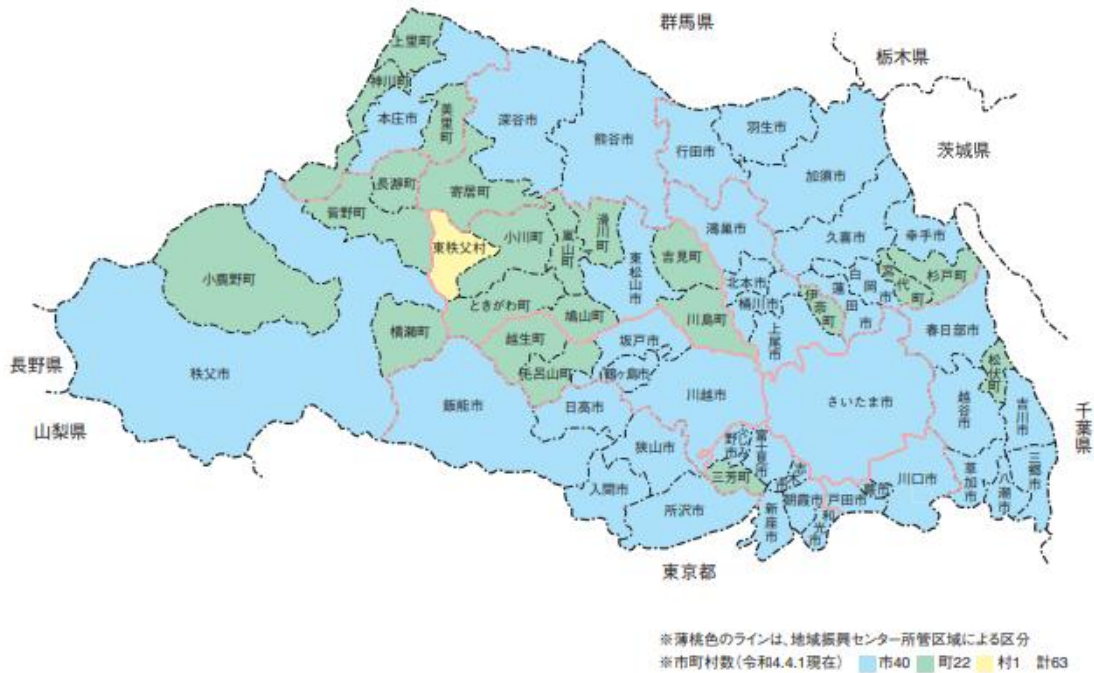 群馬県
栃木県
茨城県
千葉県
東京都
山梨県
長野県
上里町
神川町
本庄市
美里町
深谷市
熊谷市
行田市
羽生市
加須市
長瀞町
皆野町
寄居町
小鹿野町
東秩父村
小川町
嵐山町
滑川町
東松山市
吉見町
鴻巣市
久喜市
幸手市
杉戸町
宮代町
白岡市
蓮田市
伊奈町
北本市
桶川市
上尾市
川島町
ときがわ町
鳩山町
横瀬町
越生町
毛呂山町
坂戸市
鶴ヶ島市
秩父市
飯能市
日高市
川越市
さいたま市
春日部市
松伏町
越谷市
吉川市
三郷市
八潮市
草加市
川口市
蕨市
戸田市
和光市
朝霞市
志木市
新座市
富士見市
ふじみ野市
三芳町
狭山市
入間市
所沢市
※薄桃色のラインは、地域振興センター所管区域による区分
※市町村数(令和4.4.1現在) 市40 町22 村1 計63